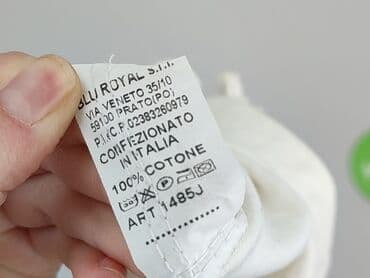 BLU ROYAL S.r.l.
VIA VENETO 35/10
59100 PRATO(PO)
P.I.e C.F. 02383260979
CONFEZIONATO
IN ITALIA
100% COTONE
ART 1485J